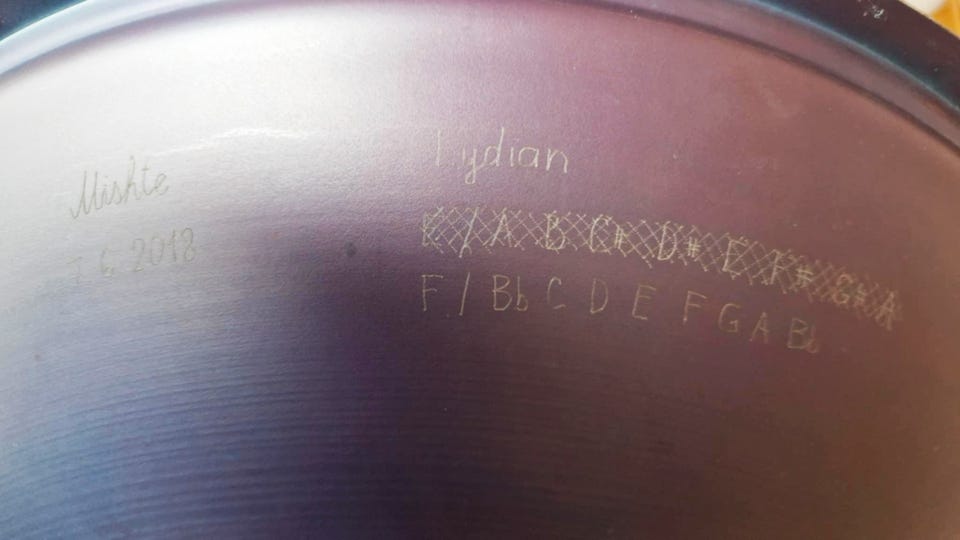 Mishte
7 6 2018
Lydian
E / A B C# D# E F# G# A
F / Bb C D E F G A Bb